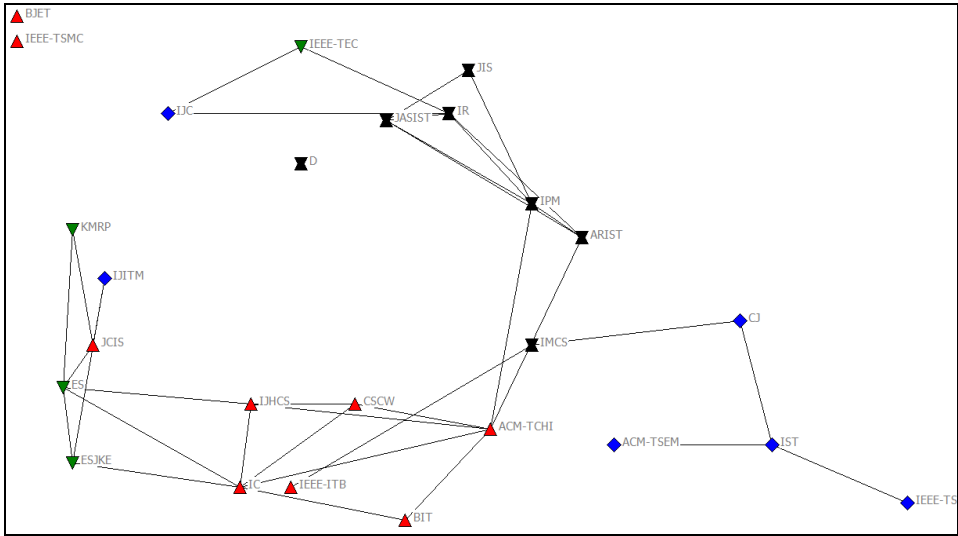 BJET
IEEE-TSMC
IEEE-TEC
JIS
IJC
JASIST
IR
D
IPM
KMRP
ARIST
IJITM
CJ
JCIS
IMCS
ES
IJHCS
CSCW
ACM-TCHI
ACM-TSEM
IST
ESJKE
IC
IEEE-ITB
IEEE-TS
BIT